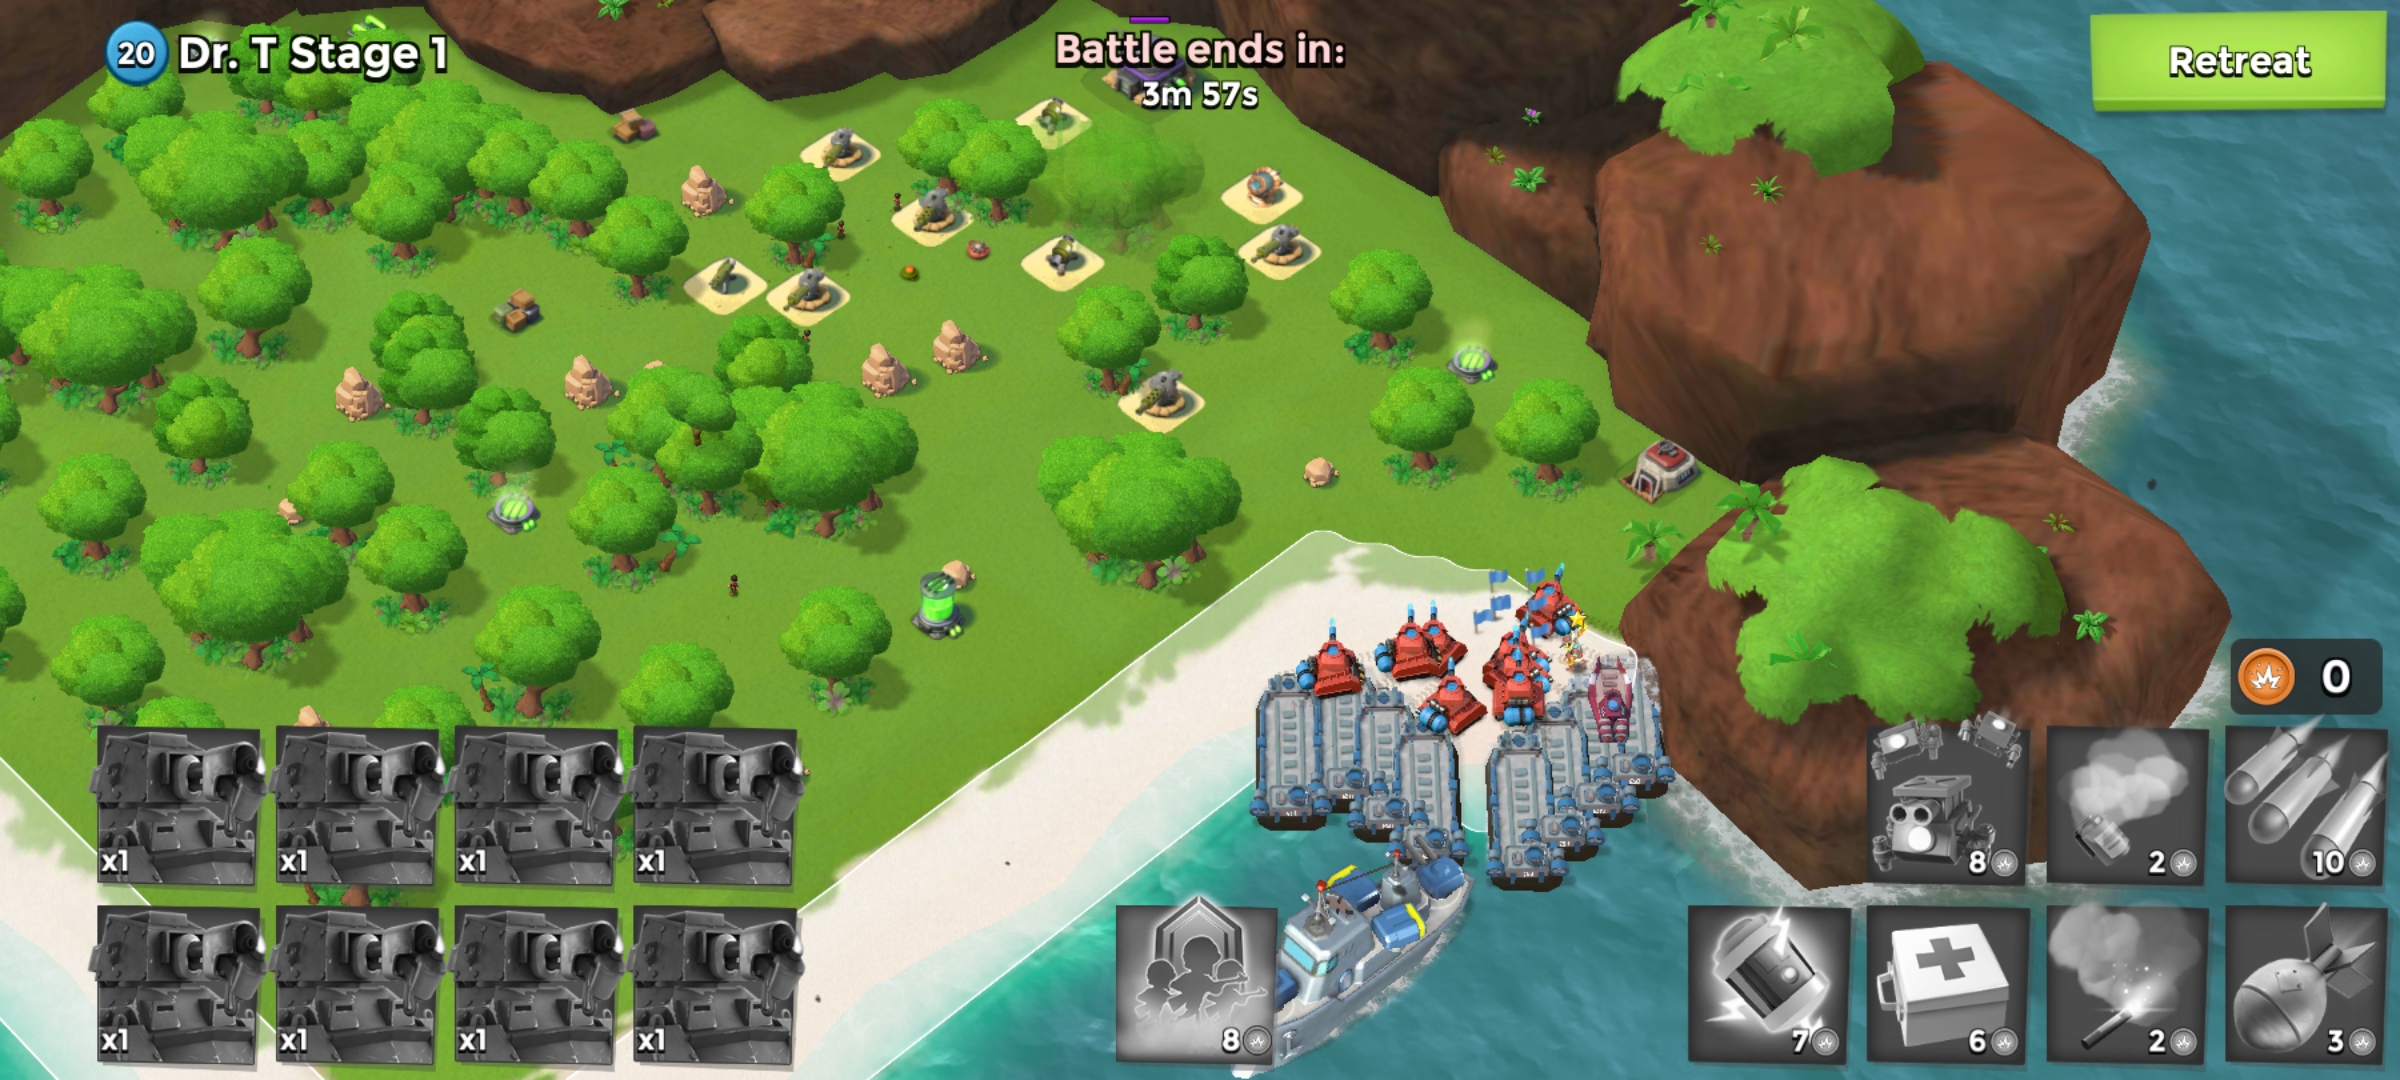 20 Dr. T Stage 1
Battle ends in:
3m 57s
Retreat
0
x1 x1 x1 x1
8 2 10
x1 x1 x1 x1
8 7 6 2 3